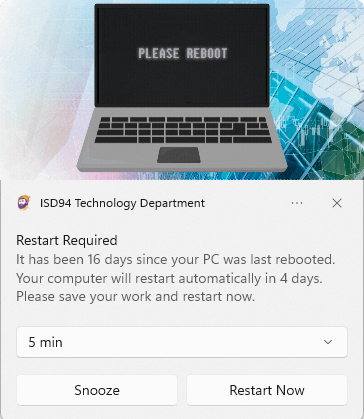 PLEASE REBOOT
ISD94 Technology Department
Restart Required
It has been 16 days since your PC was last rebooted.
Your computer will restart automatically in 4 days.
Please save your work and restart now.
5 min
Snooze
Restart Now